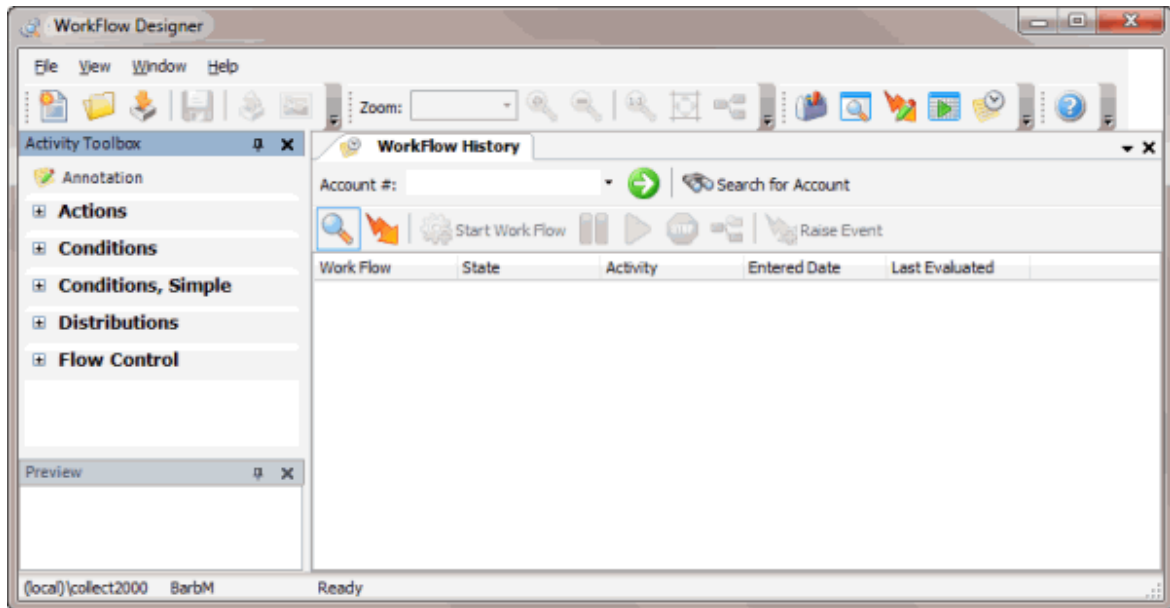 WorkFlow Designer
File View Window Help
Zoom:
Activity Toolbox
WorkFlow History
Annotation
Account #:
Search for Account
Actions
Start Work Flow
Raise Event
Conditions
Work Flow State Activity Entered Date Last Evaluated
Conditions, Simple
Distributions
Flow Control
Preview
(local)\collect2000 BarbM Ready